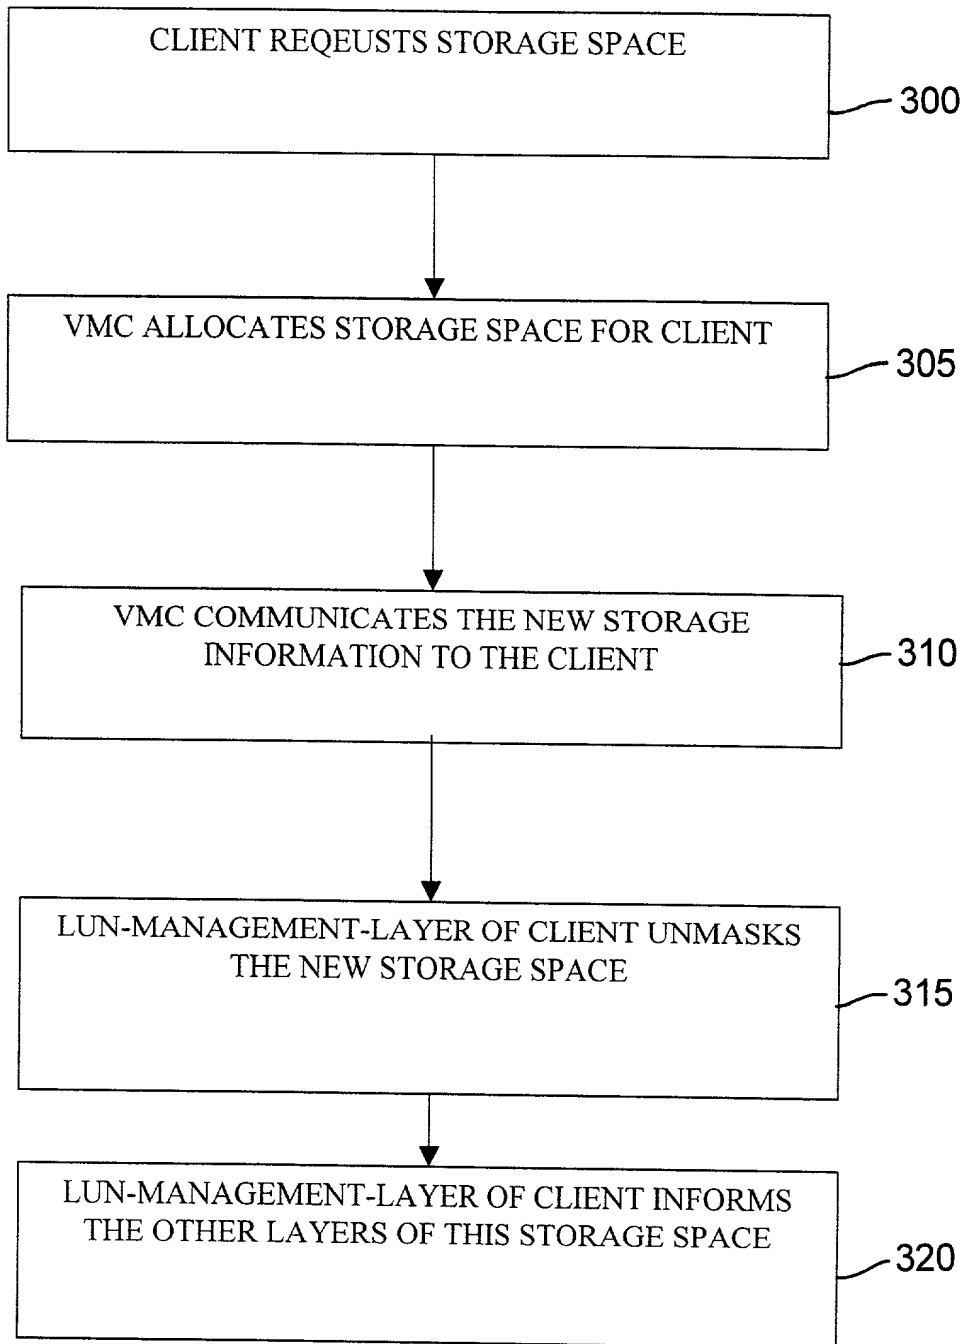 CLIENT REQEUSTS STORAGE SPACE
300
VMC ALLOCATES STORAGE SPACE FOR CLIENT
305
VMC COMMUNICATES THE NEW STORAGE
INFORMATION TO THE CLIENT
310
LUN-MANAGEMENT-LAYER OF CLIENT UNMASKS
THE NEW STORAGE SPACE
315
LUN-MANAGEMENT-LAYER OF CLIENT INFORMS
THE OTHER LAYERS OF THIS STORAGE SPACE
320